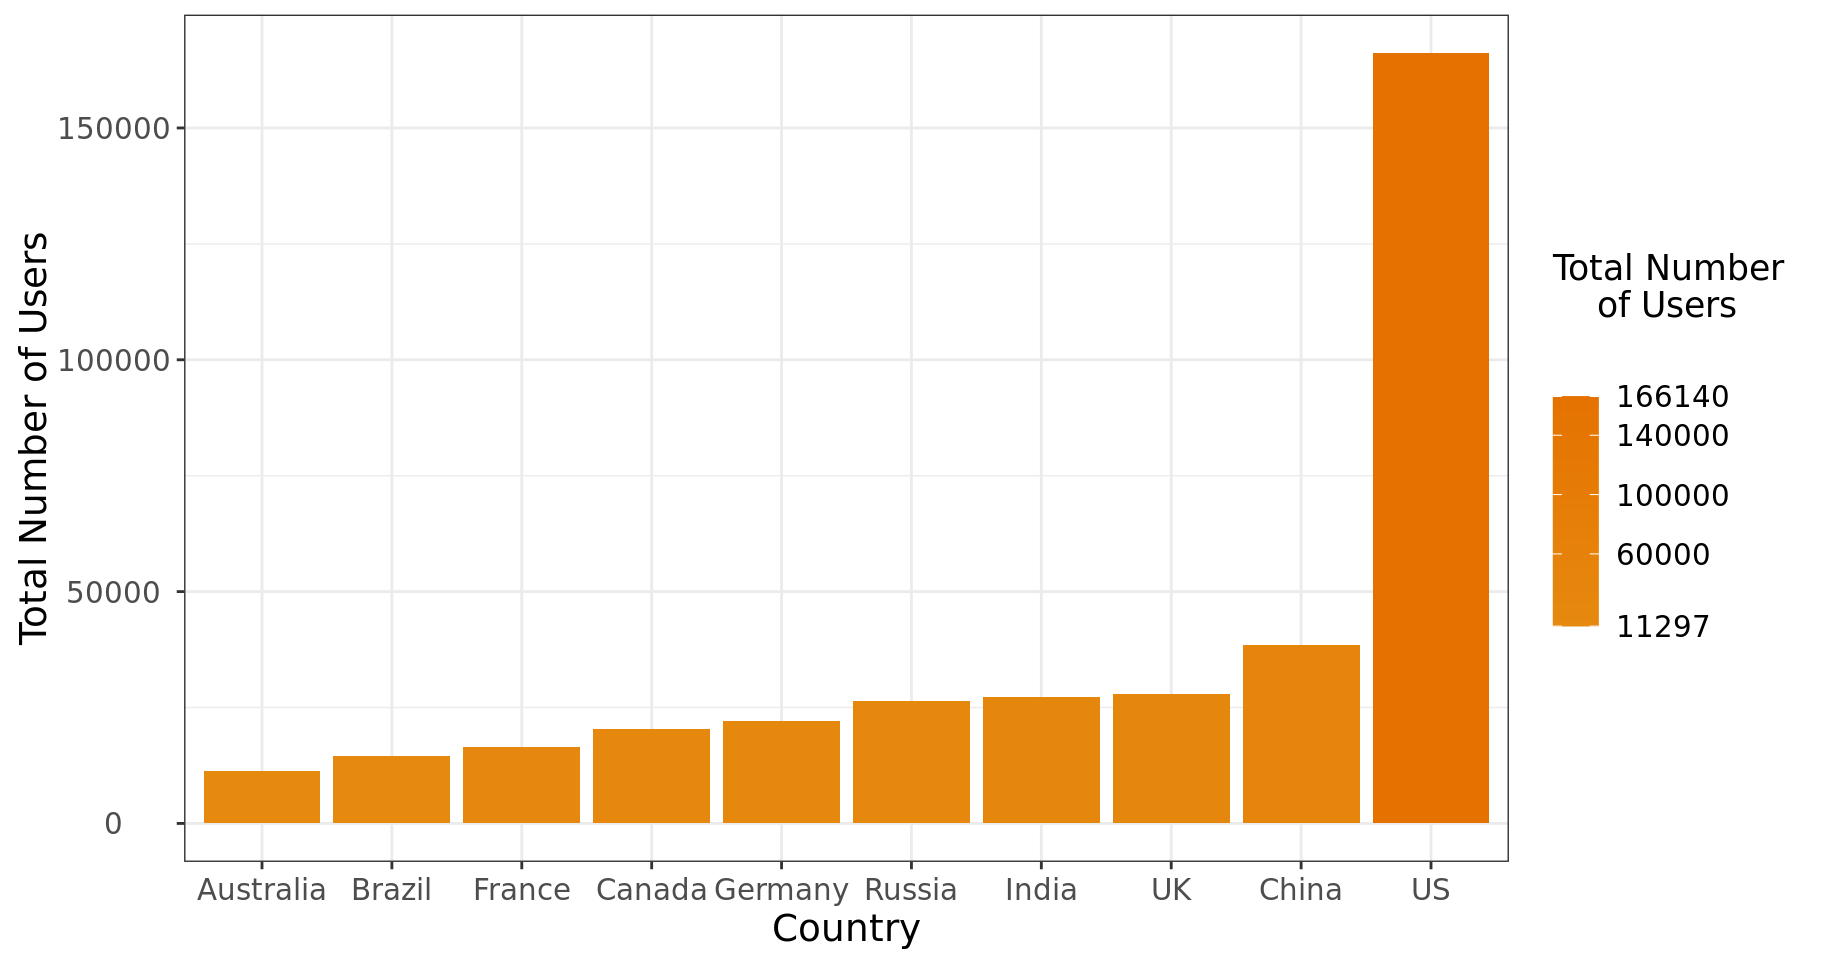 Total Number of Users
150000
100000
50000
0
Australia Brazil France Canada Germany Russia India UK China US
Country
Total Number
of Users
166140
140000
100000
60000
11297